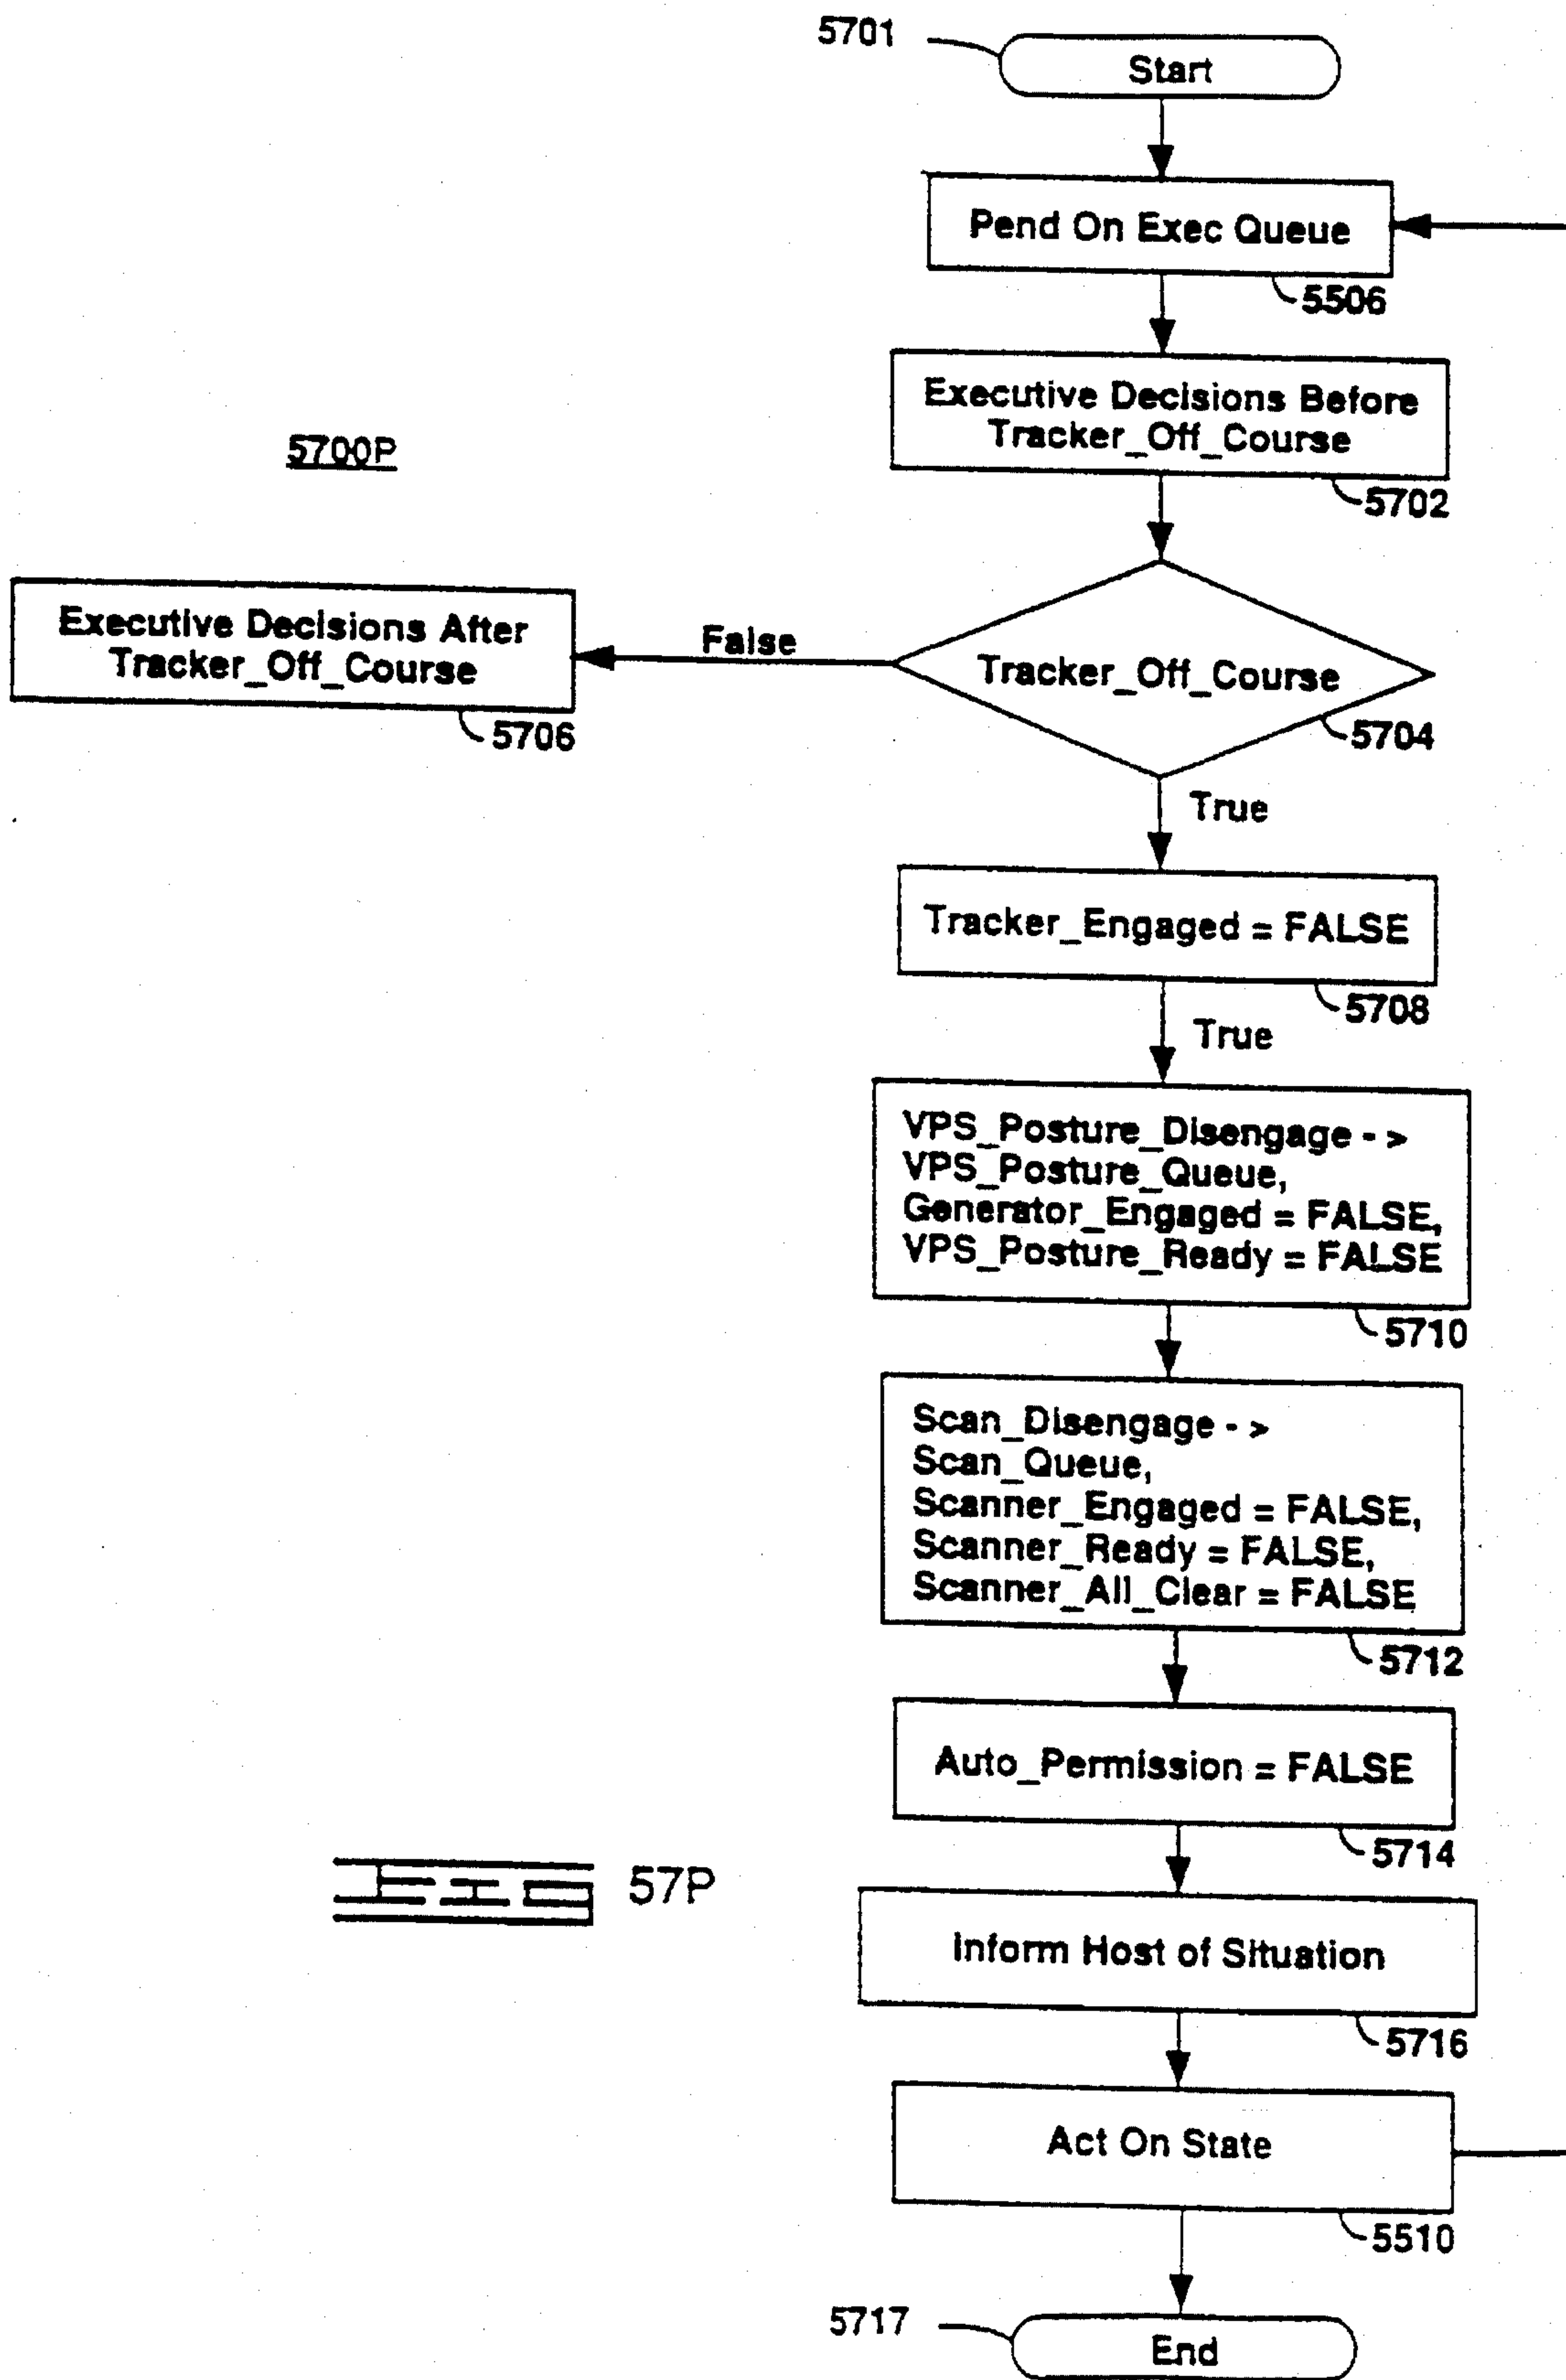 5701
Start
Pend On Exec Queue
5506
Executive Decisions Before
Tracker_Off_Course
5702
5700P
Executive Decisions After
Tracker_Off_Course
5706
False
Tracker_Off_Course
5704
True
Tracker_Engaged = FALSE
5708
True
VPS_Posture_Disengage - >
VPS_Posture_Queue,
Generator_Engaged = FALSE,
VPS_Posture_Ready = FALSE
5710
Scan_Disengage - >
Scan_Queue,
Scanner_Engaged = FALSE,
Scanner_Ready = FALSE,
Scanner_All_Clear = FALSE
5712
Auto_Permission = FALSE
5714
FIG 57P
Inform Host of Situation
5716
Act On State
5510
5717
End